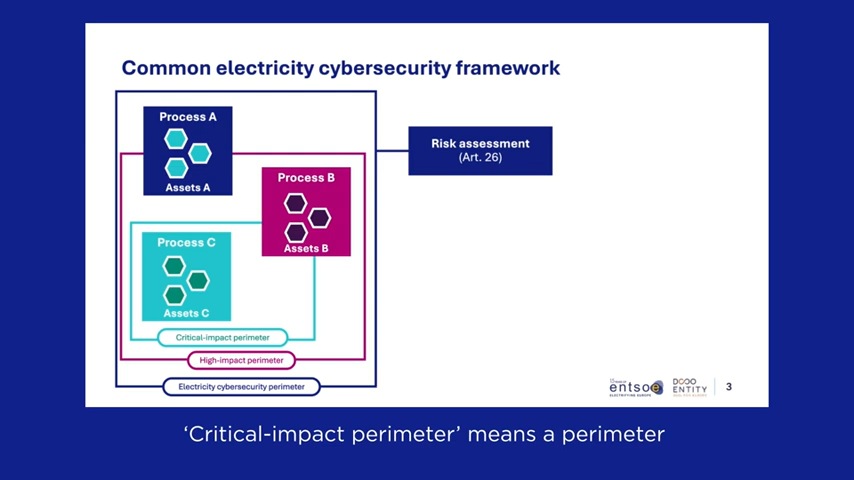 Common electricity cybersecurity framework
Process A
Assets A
Risk assessment
(Art. 26)
Process B
Assets B
Process C
Assets C
Critical-impact perimeter
High-impact perimeter
Electricity cybersecurity perimeter
entsoe
ELECTRIFYING EUROPE
ENTITY
3
‘Critical-impact perimeter’ means a perimeter